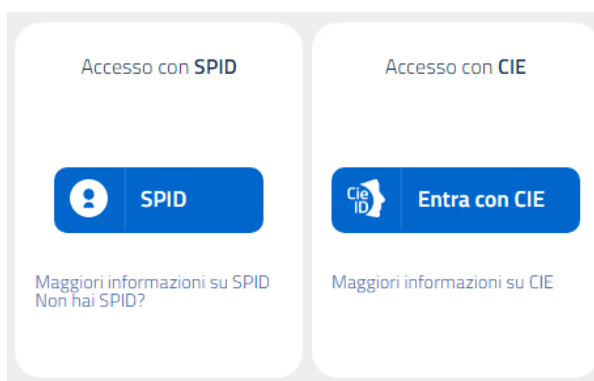 Accesso con SPID
SPID
Maggiori informazioni su SPID
Non hai SPID?
Accesso con CIE
Cie
ID
Entra con CIE
Maggiori informazioni su CIE